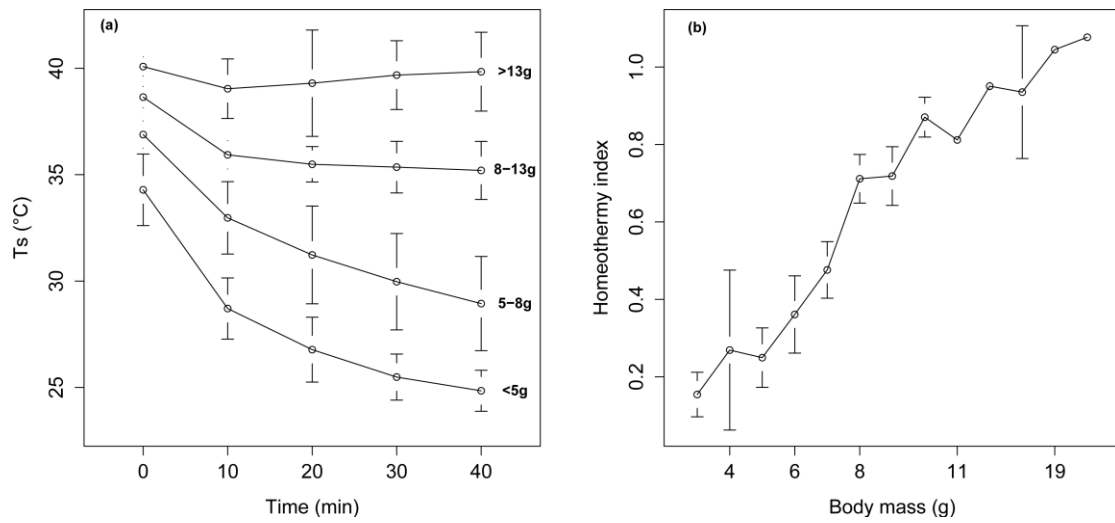 (a)
Ts (°C)
40
35
30
25
>13g
8−13g
5−8g
<5g
0 10 20 30 40
Time (min)
(b)
Homeothermy index
1.0
0.8
0.6
0.4
0.2
4 6 8 11 19
Body mass (g)